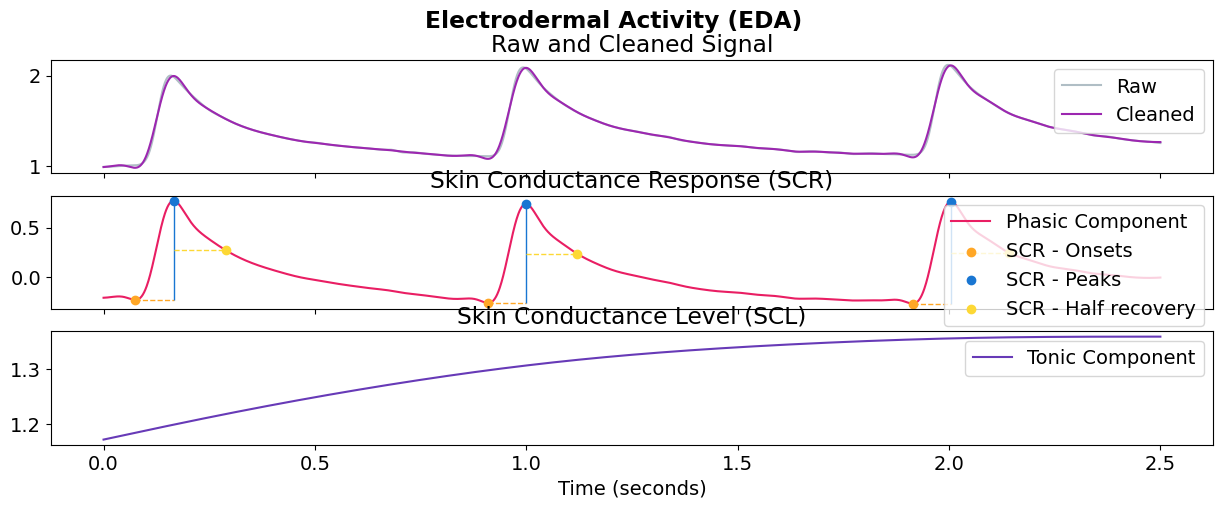 Electrodermal Activity (EDA)
Raw and Cleaned Signal
2
1
Raw
Cleaned
Skin Conductance Response (SCR)
0.5
0.0
Phasic Component
SCR - Onsets
SCR - Peaks
SCR - Half recovery
Skin Conductance Level (SCL)
1.3
1.2
Tonic Component
0.0 0.5 1.0 1.5 2.0 2.5
Time (seconds)